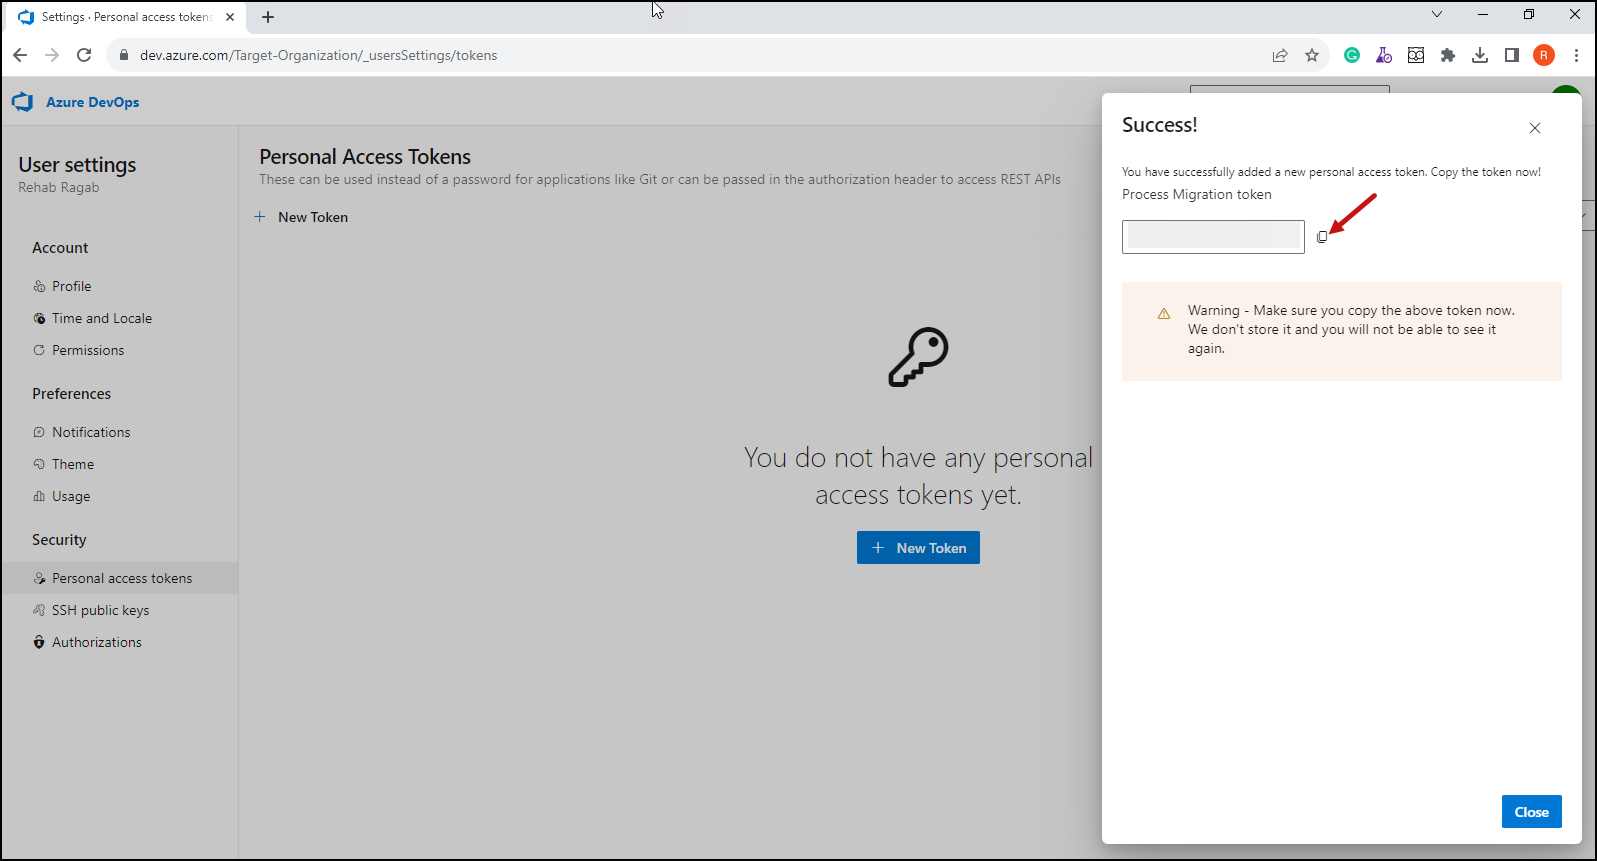 Settings · Personal access tokens
dev.azure.com/Target-Organization/_usersSettings/tokens
G
R
Azure DevOps
User settings
Rehab Ragab
Account
Profile
Time and Locale
Permissions
Preferences
Notifications
Theme
Usage
Security
Personal access tokens
SSH public keys
Authorizations
Personal Access Tokens
These can be used instead of a password for applications like Git or can be passed in the authorization header to access REST APIs
New Token
You do not have any personal
access tokens yet.
New Token
Success!
You have successfully added a new personal access token. Copy the token now!
Process Migration token
Warning - Make sure you copy the above token now.
We don't store it and you will not be able to see it
again.
Close